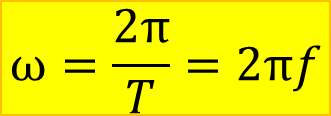 ω = 2π/T = 2πf